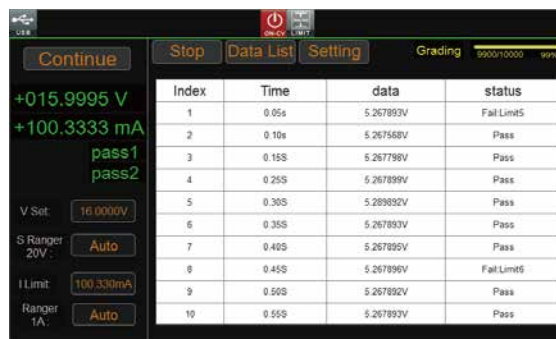 USB
ON-CV LIMIT
Continue
Stop Data List Setting Grading 9900/10000 99%
+015.9995 V
+100.3333 mA
pass1
pass2
V Set: 16.0000V
S Ranger 20V : Auto
I Limit: 100.330mA
Ranger 1A : Auto
Index Time data status
1 0.05s 5.267893V Fail:Limit5
2 0.10s 5.267568V Pass
3 0.15S 5.267798V Pass
4 0.25S 5.267899V Pass
5 0.30S 5.289892V Pass
6 0.35S 5.267893V Pass
7 0.40S 5.267895V Pass
8 0.45S 5.267896V Fail:Limit6
9 0.50S 5.267892V Pass
10 0.55S 5.267893V Pass